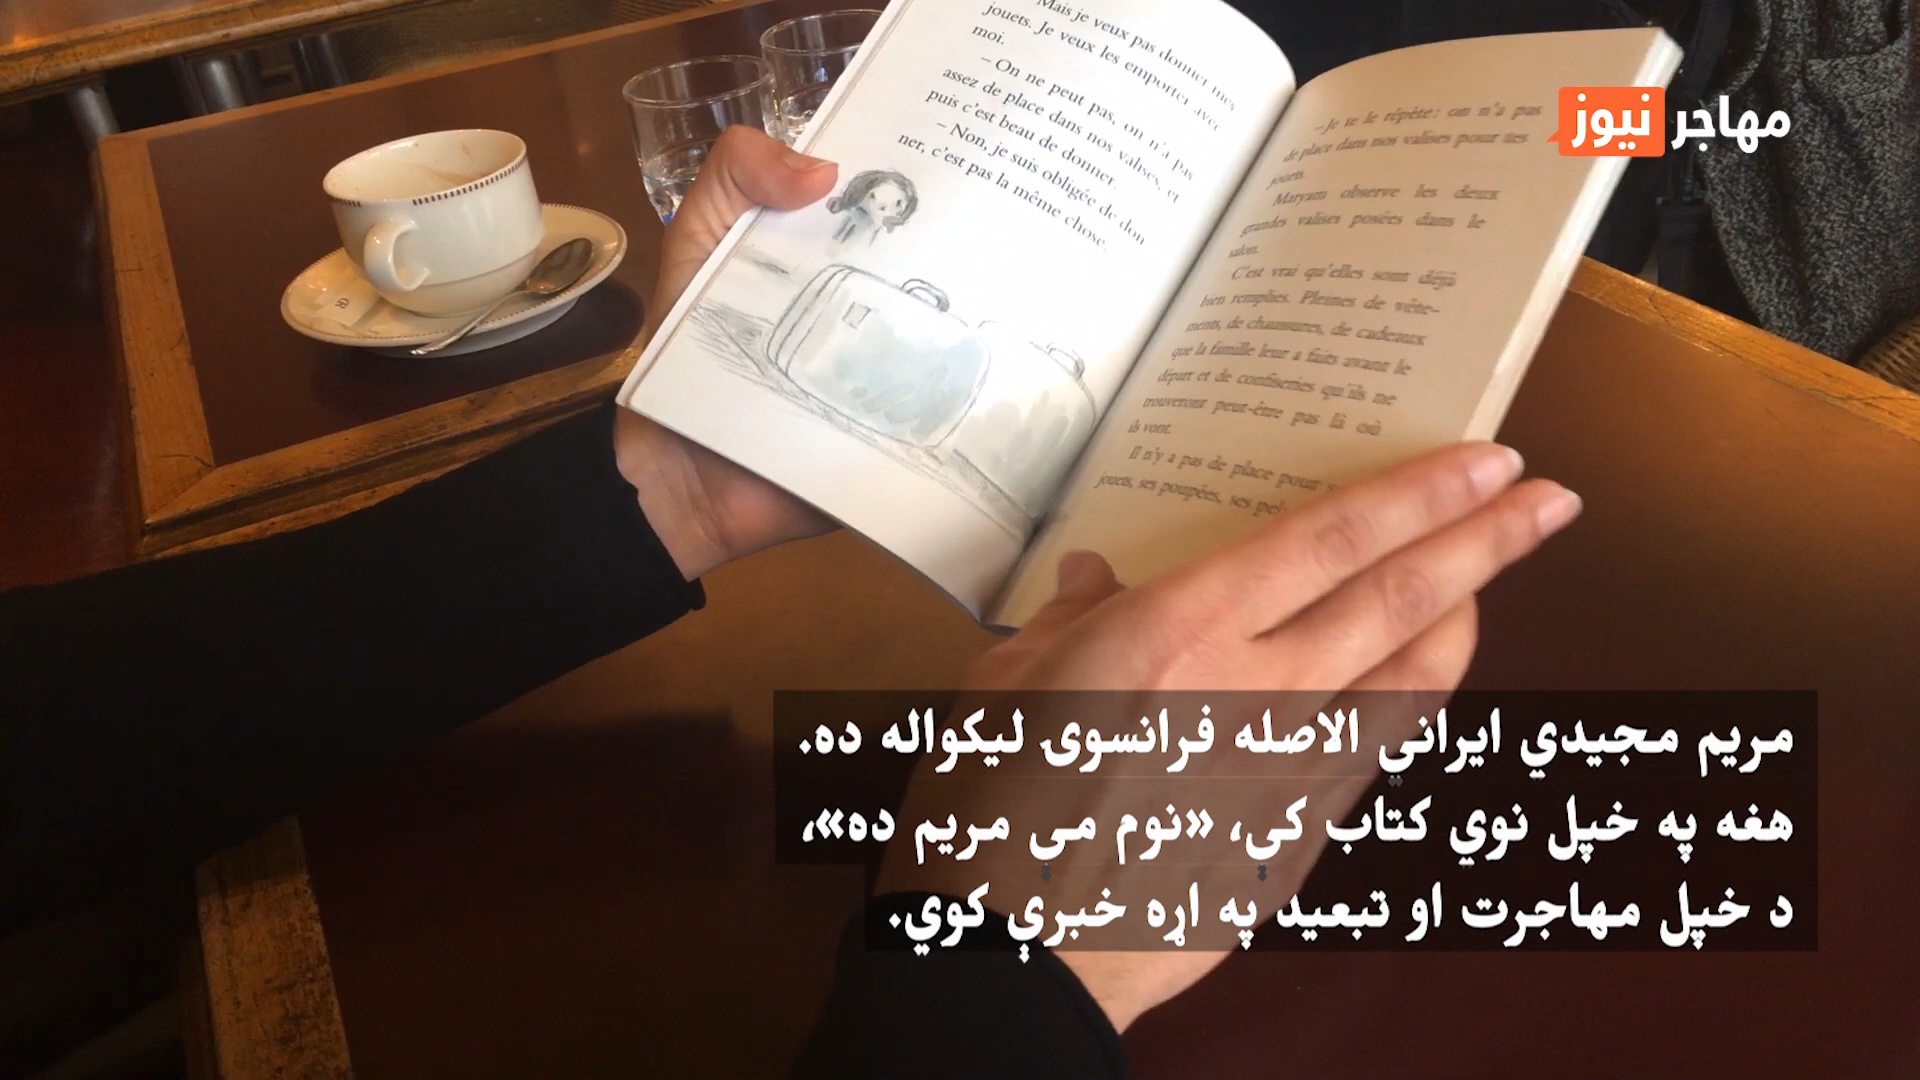 Mais je veux pas donner mes
jouets. Je veux les emporter avec
moi.
– On ne peut pas, on n'a pas
assez de place dans nos valises, et
puis c'est beau de donner.
– Non, je suis obligée de don
ner, c'est pas la même chose.
– Je te le répète : on n'a pas
de place dans nos valises pour tes
jouets.
Maryam observe les deux
grandes valises posées dans le
salon.
C'est vrai qu'elles sont déjà
bien remplies. Pleines de vête-
ments, de chaussures, de cadeaux
que la famille leur a faits avant le
départ et de confiseries qu'ils ne
trouveront peut-être pas là où
ils vont.
Il n'y a pas de place pour
jouets, ses poupées, ses
مهاجر نیوز
مریم مجیدي ایرانۍ الاصله فرانسوۍ لیکواله ده.
هغه په خپل نوي کتاب کې، «نوم مې مریم ده»،
د خپل مهاجرت او تبعید په اړه خبرې کوي.